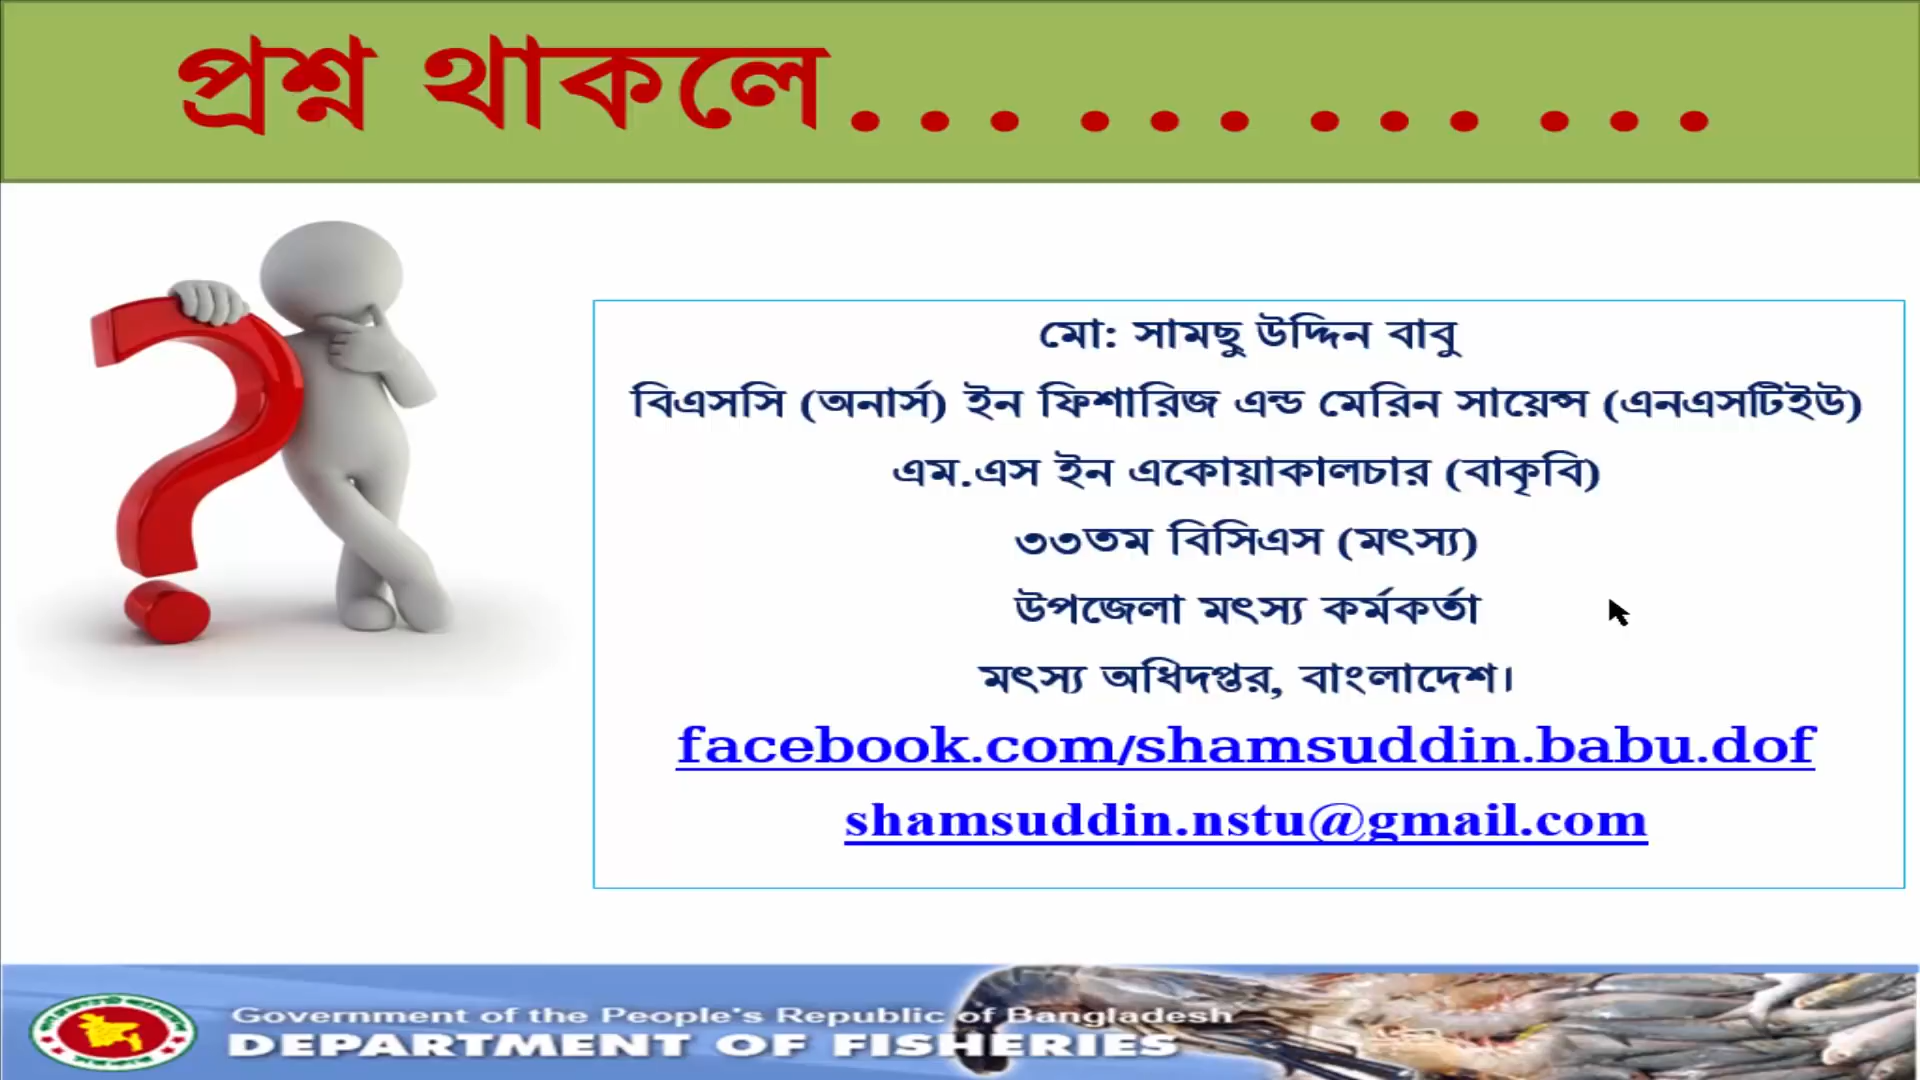 প্রশ্ন থাকলে... ... ... ...
মো: সামছু উদ্দিন বাবু
বিএসসি (অনার্স) ইন ফিশারিজ এন্ড মেরিন সায়েন্স (এনএসটিইউ)
এম.এস ইন একোয়াকালচার (বাকৃবি)
৩৩তম বিসিএস (মৎস্য)
উপজেলা মৎস্য কর্মকর্তা
মৎস্য অধিদপ্তর, বাংলাদেশ।
facebook.com/shamsuddin.babu.dof
shamsuddin.nstu@gmail.com
Government of the People's Republic of Bangladesh
DEPARTMENT OF FISHERIES